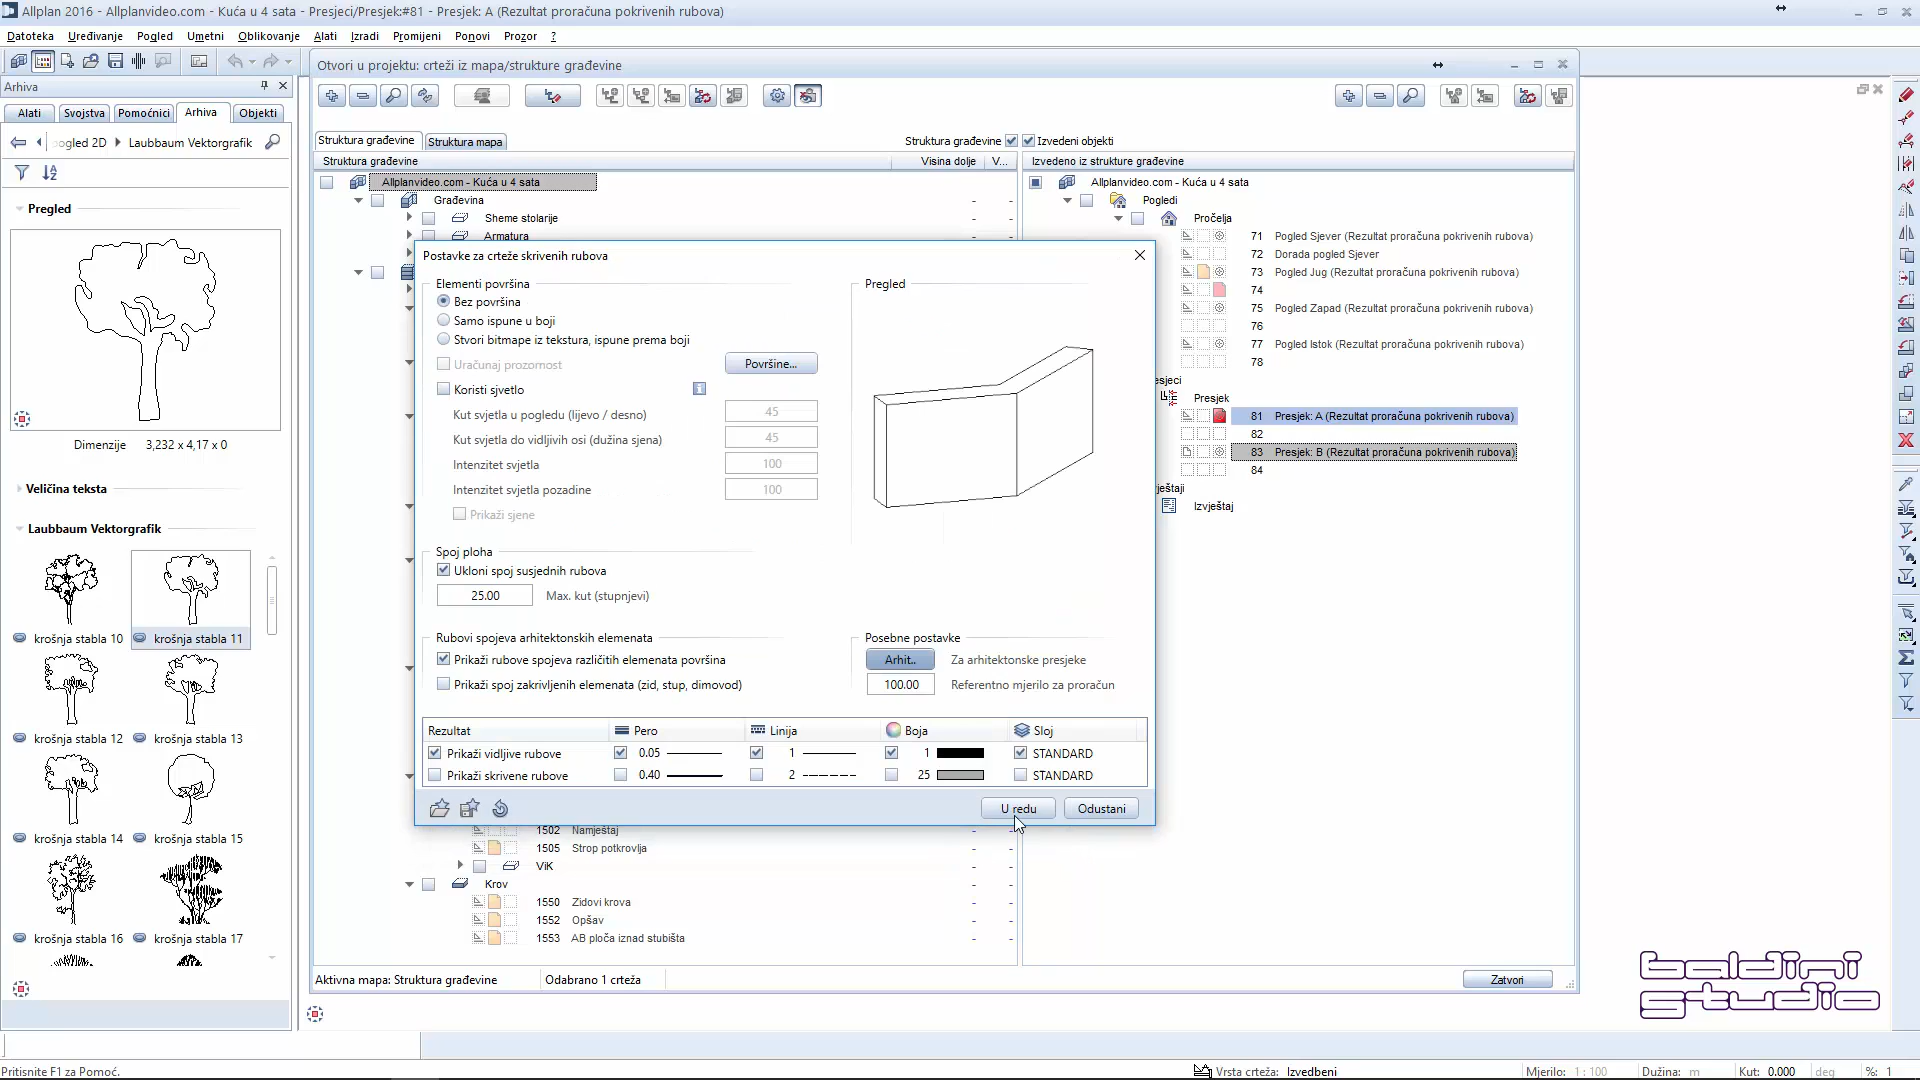 Allplan 2016 - Allplanvideo.com - Kuća u 4 sata - Presjeci/Presjek:#81 - Presjek: A (Rezultat proračuna pokrivenih rubova)
Datoteka Uređivanje Pogled Umetni Oblikovanje Alati Izradi Promijeni Ponovi Prozor ?
Arhiva
Alati Svojstva Pomoćnici Arhiva Objekti
ogled 2D Laubbaum Vektorgrafik
Pregled
Dimenzije 3,232 x 4,17 x 0
Veličina teksta
Laubbaum Vektorgrafik
krošnja stabla 10 krošnja stabla 11
krošnja stabla 12 krošnja stabla 13
krošnja stabla 14 krošnja stabla 15
krošnja stabla 16 krošnja stabla 17
Otvori u projektu: crteži iz mapa/strukture građevine
Struktura građevine Struktura mapa
Struktura građevine Izvedeni objekti
Struktura građevine Visina dolje V...
Allplanvideo.com - Kuća u 4 sata
Građevina - -
Sheme stolarije - -
Armatura - -
Izvedeno iz strukture građevine
Allplanvideo.com - Kuća u 4 sata
Pogledi
Pročelja
71 Pogled Sjever (Rezultat proračuna pokrivenih rubova)
72 Dorada pogled Sjever
73 Pogled Jug (Rezultat proračuna pokrivenih rubova)
74
75 Pogled Zapad (Rezultat proračuna pokrivenih rubova)
76
77 Pogled Istok (Rezultat proračuna pokrivenih rubova)
78
esjeci
Presjek
81 Presjek: A (Rezultat proračuna pokrivenih rubova)
82
83 Presjek: B (Rezultat proračuna pokrivenih rubova)
84
ještaji
Izvještaj
Postavke za crteže skrivenih rubova
Elementi površina
Bez površina
Samo ispune u boji
Stvori bitmape iz tekstura, ispune prema boji
Uračunaj prozornost Površine...
Koristi sjvetlo
Kut svjetla u pogledu (lijevo / desno) 45
Kut svjetla do vidljivih osi (dužina sjena) 45
Intenzitet svjetla 100
Intenzitet svjetla pozadine 100
Prikaži sjene
Pregled
Spoj ploha
Ukloni spoj susjednih rubova
25.00 Max. kut (stupnjevi)
Rubovi spojeva arhitektonskih elemenata
Prikaži rubove spojeva različitih elemenata površina
Prikaži spoj zakrivljenih elemenata (zid, stup, dimovod)
Posebne postavke
Arhit.. Za arhitektonske presjeke
100.00 Referentno mjerilo za proračun
Rezultat Pero Linija Boja Sloj
Prikaži vidljive rubove 0.05 1 1 STANDARD
Prikaži skrivene rubove 0.40 2 25 STANDARD
U redu Odustani
1502 Namještaj - -
1505 Strop potkrovlja - -
ViK - -
Krov - -
1550 Zidovi krova - -
1552 Opšav - -
1553 AB ploča iznad stubišta - -
Aktivna mapa: Struktura građevine Odabrano 1 crteža
Zatvori
baldini
studio
Pritisnite F1 za Pomoć.
Vrsta crteža: Izvedbeni Mjerilo: 1 : 100 Dužina: m Kut: 0.000 deg %: 1